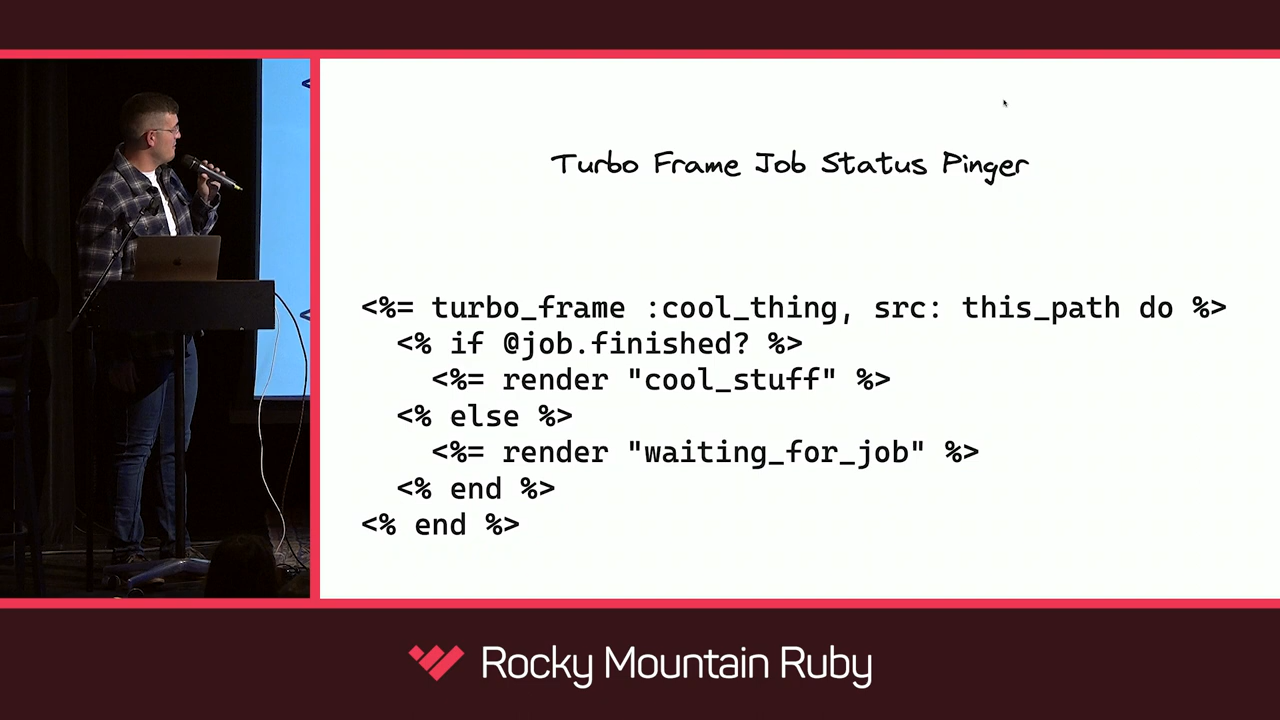 Turbo Frame Job Status Pinger
<%= turbo_frame :cool_thing, src: this_path do %>
  <% if @job.finished? %>
    <%= render "cool_stuff" %>
  <% else %>
    <%= render "waiting_for_job" %>
  <% end %>
<% end %>
Rocky Mountain Ruby